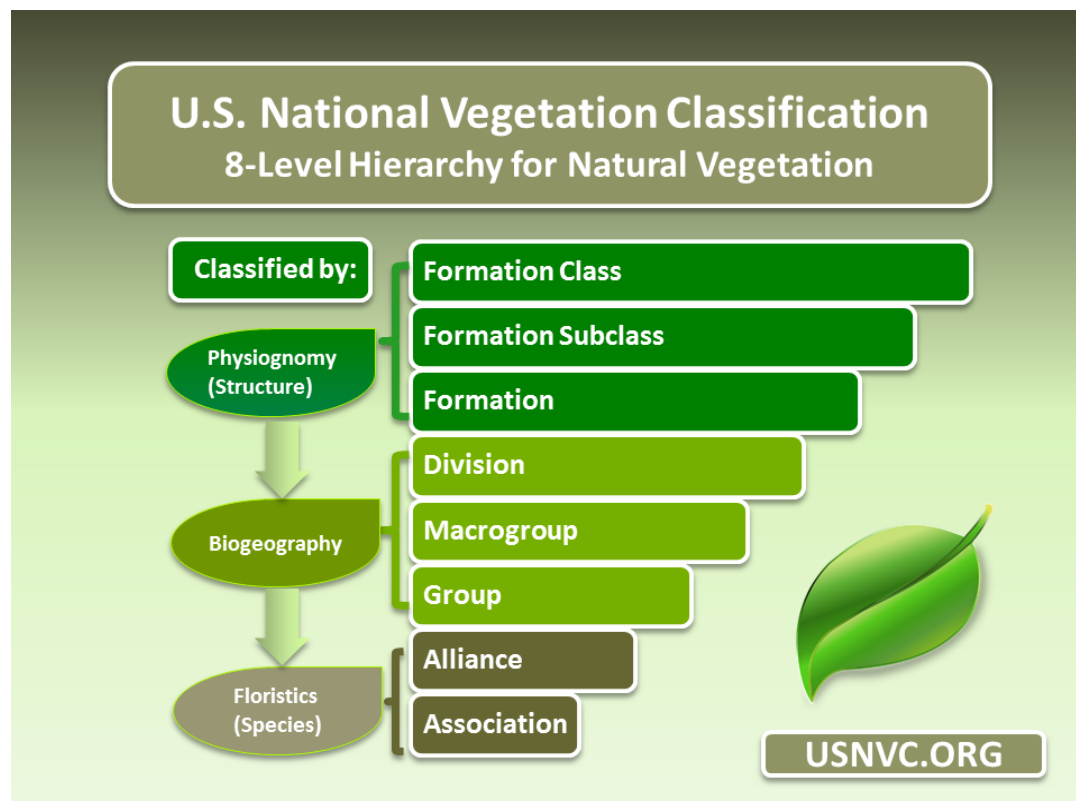 U.S. National Vegetation Classification
8-Level Hierarchy for Natural Vegetation
Classified by:
Formation Class
Formation Subclass
Physiognomy
(Structure)
Formation
Division
Biogeography
Macrogroup
Group
Alliance
Floristics
(Species)
Association
USNVC.ORG